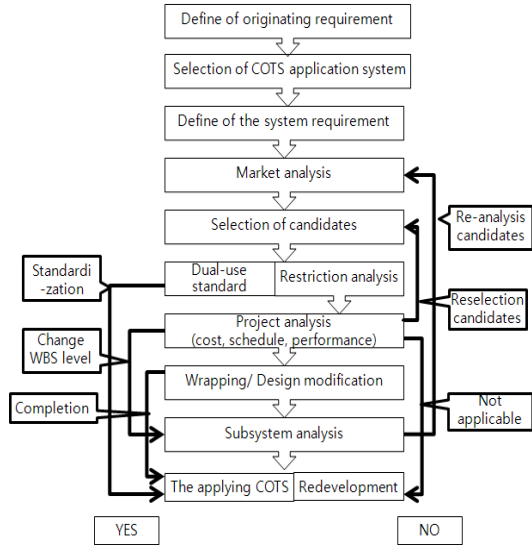 Define of originating requirement
Selection of COTS application system
Define of the system requirement
Market analysis
Selection of candidates
Re-analysis
candidates
Standardi
-zation
Dual-use
standard
Restriction analysis
Reselection
candidates
Project analysis
(cost, schedule, performance)
Change
WBS level
Wrapping/ Design modification
Completion
Not
applicable
Subsystem analysis
The applying COTS
Redevelopment
YES
NO